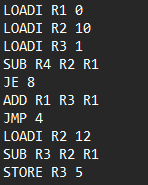 LOADI R1 0
LOADI R2 10
LOADI R3 1
SUB R4 R2 R1
JE 8
ADD R1 R3 R1
JMP 4
LOADI R2 12
SUB R3 R2 R1
STORE R3 5